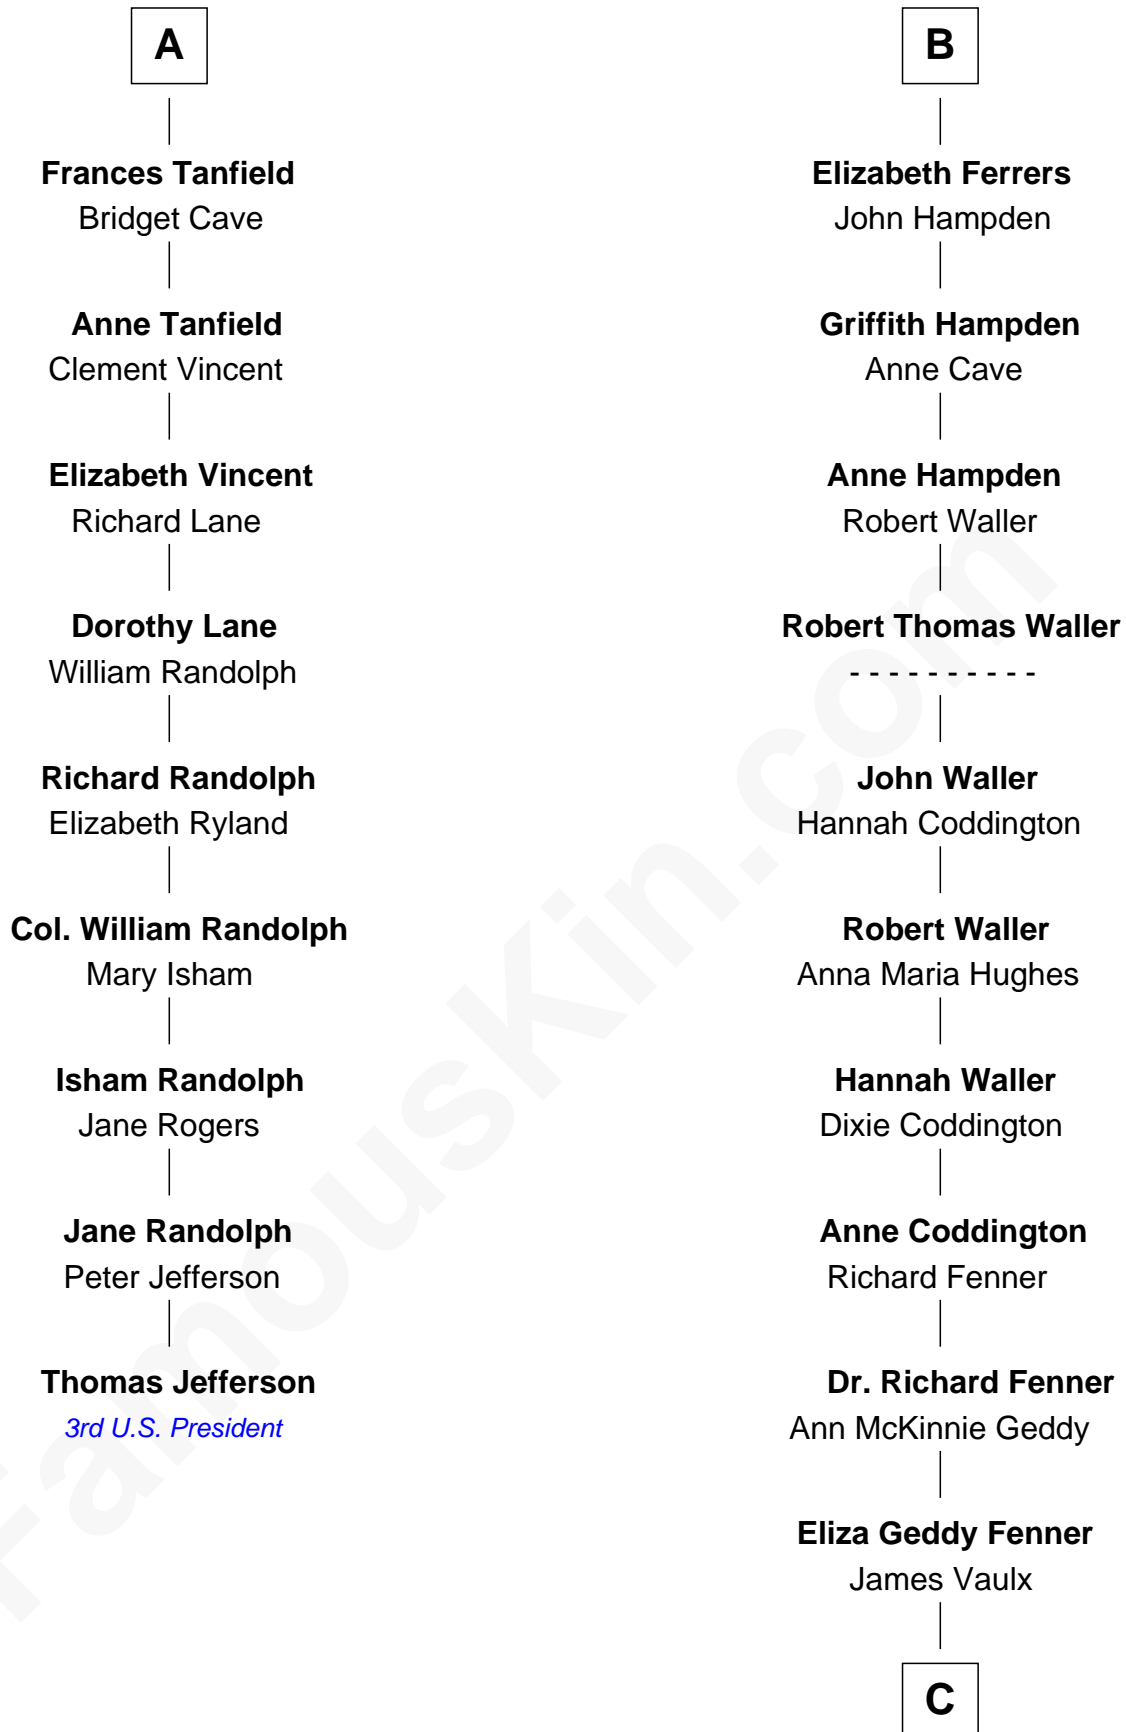 A
Frances Tanfield
Bridget Cave
Anne Tanfield
Clement Vincent
Elizabeth Vincent
Richard Lane
Dorothy Lane
William Randolph
Richard Randolph
Elizabeth Ryland
Col. William Randolph
Mary Isham
Isham Randolph
Jane Rogers
Jane Randolph
Peter Jefferson
Thomas Jefferson
3rd U.S. President
B
Elizabeth Ferrers
John Hampden
Griffith Hampden
Anne Cave
Anne Hampden
Robert Waller
Robert Thomas Waller
- - - - - - - - - -
John Waller
Hannah Coddington
Robert Waller
Anna Maria Hughes
Hannah Waller
Dixie Coddington
Anne Coddington
Richard Fenner
Dr. Richard Fenner
Ann McKinnie Geddy
Eliza Geddy Fenner
James Vaulx
C
FamousKin.com